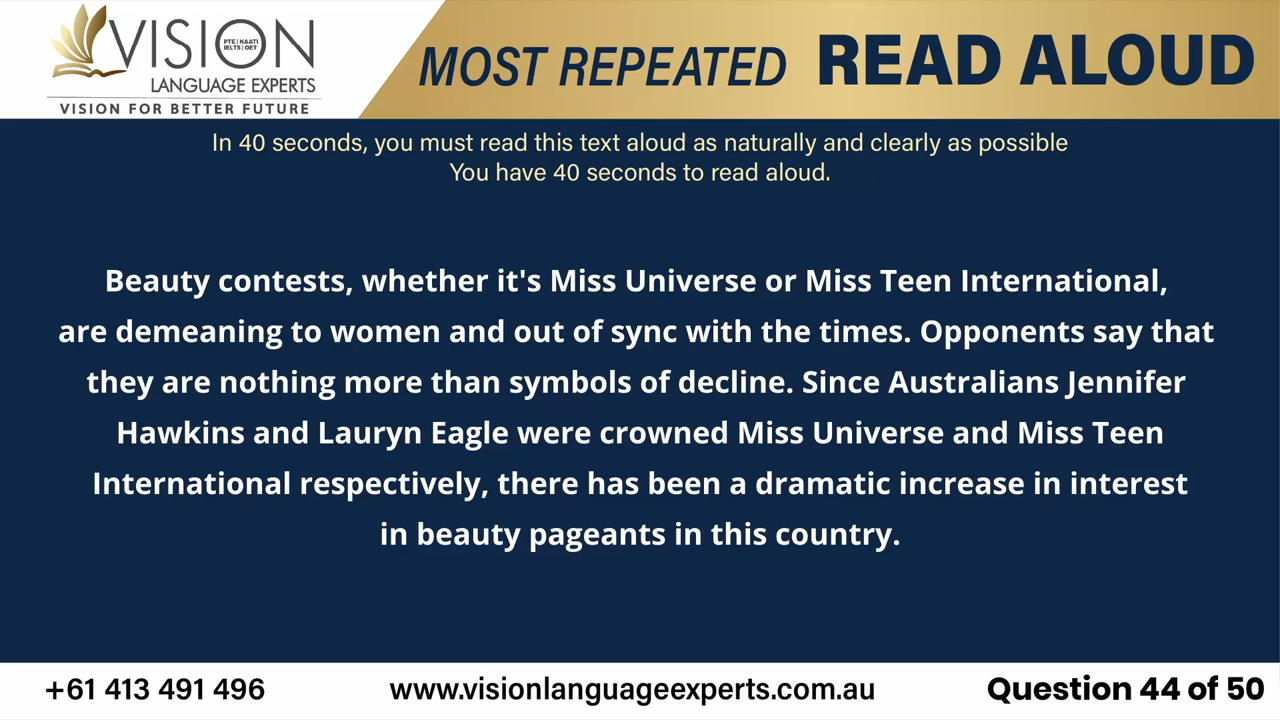 VISION
PTE | NAATI
IELTS | OET
LANGUAGE EXPERTS
VISION FOR BETTER FUTURE
MOST REPEATED READ ALOUD
In 40 seconds, you must read this text aloud as naturally and clearly as possible
You have 40 seconds to read aloud.
Beauty contests, whether it's Miss Universe or Miss Teen International,
are demeaning to women and out of sync with the times. Opponents say that
they are nothing more than symbols of decline. Since Australians Jennifer
Hawkins and Lauryn Eagle were crowned Miss Universe and Miss Teen
International respectively, there has been a dramatic increase in interest
in beauty pageants in this country.
+61 413 491 496 www.visionlanguageexperts.com.au Question 44 of 50